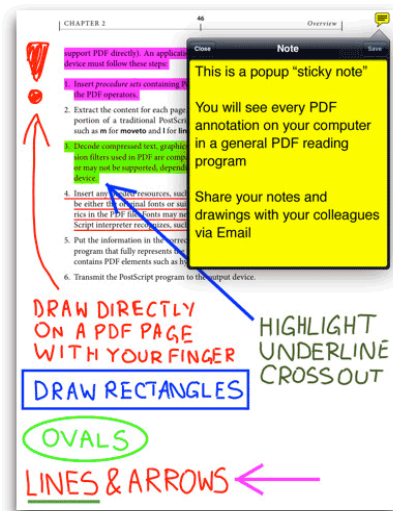 CHAPTER 2
46
Overview
support PDF directly). An applicati
device must follow these steps:
1. Insert procedure sets containing Po
the PDF operators.
2. Extract the content for each page
portion of a traditional PostScri
such as m for moveto and l for lin
3. Decode compressed text, graphic
sion filters used in PDF are compa
or may not be supported, dependi
device.
4. Insert any needed resources, suc
be either the original fonts or sui
rics in the PDF file. Fonts may ne
Script interpreter recognizes, such
5. Put the information in the correc
program that fully represents the
contains PDF elements such as hy
6. Transmit the PostScript program to the output device.
Close
Note
Save
This is a popup “sticky note”
You will see every PDF
annotation on your computer
in a general PDF reading
program
Share your notes and
drawings with your colleagues
via Email
!
DRAW DIRECTLY
ON A PDF PAGE
WITH YOUR FINGER
HIGHLIGHT
UNDERLINE
CROSSOUT
DRAW RECTANGLES
OVALS
LINES & ARROWS